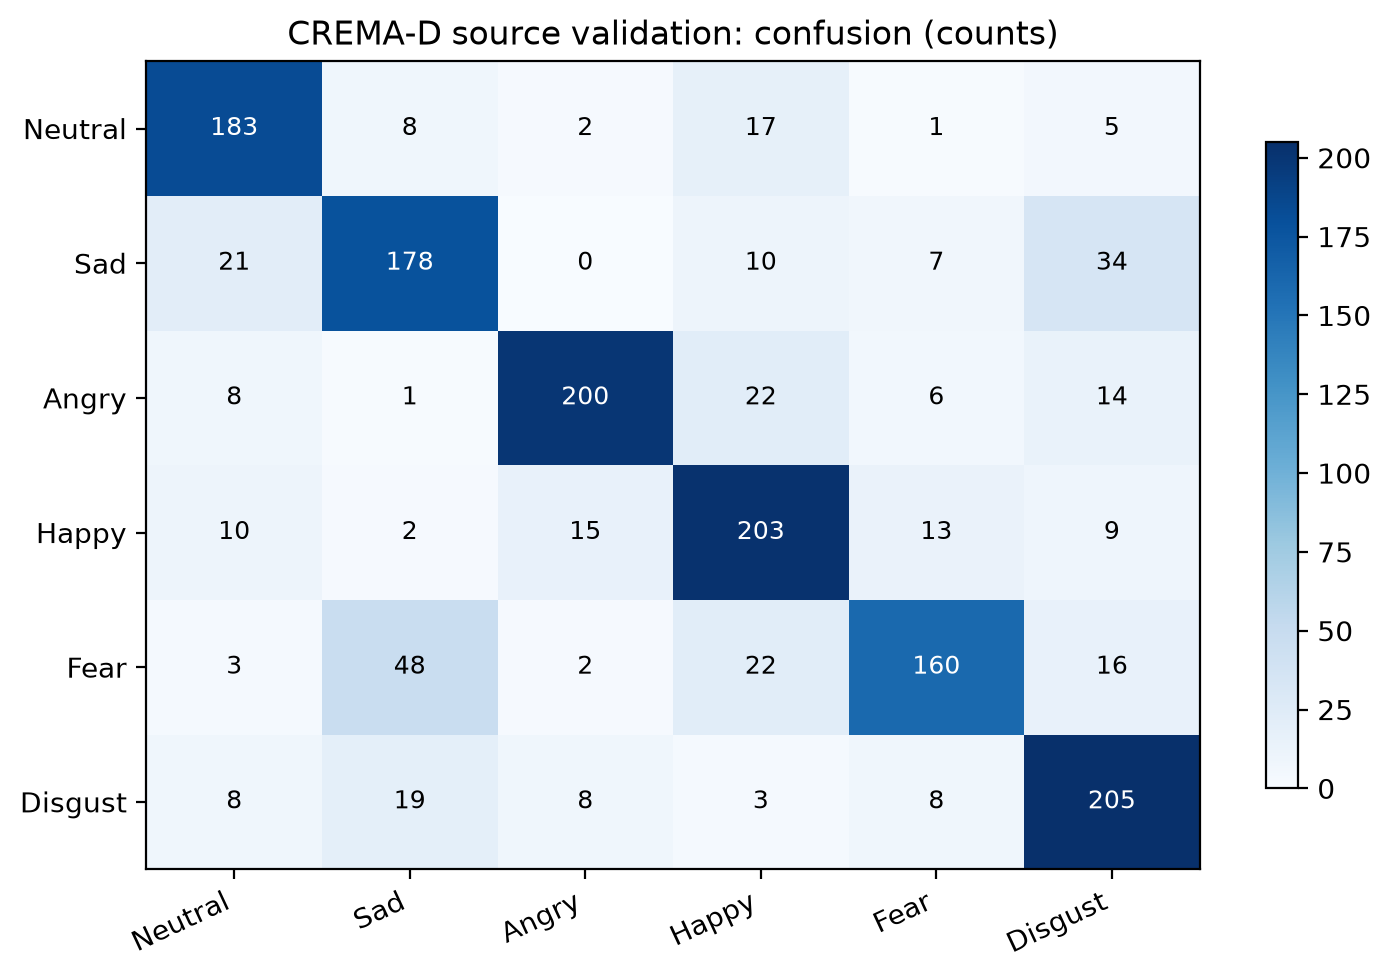 CREMA-D source validation: confusion (counts)
Neutral 183 8 2 17 1 5
Sad 21 178 0 10 7 34
Angry 8 1 200 22 6 14
Happy 10 2 15 203 13 9
Fear 3 48 2 22 160 16
Disgust 8 19 8 3 8 205
Neutral Sad Angry Happy Fear Disgust
200
175
150
125
100
75
50
25
0